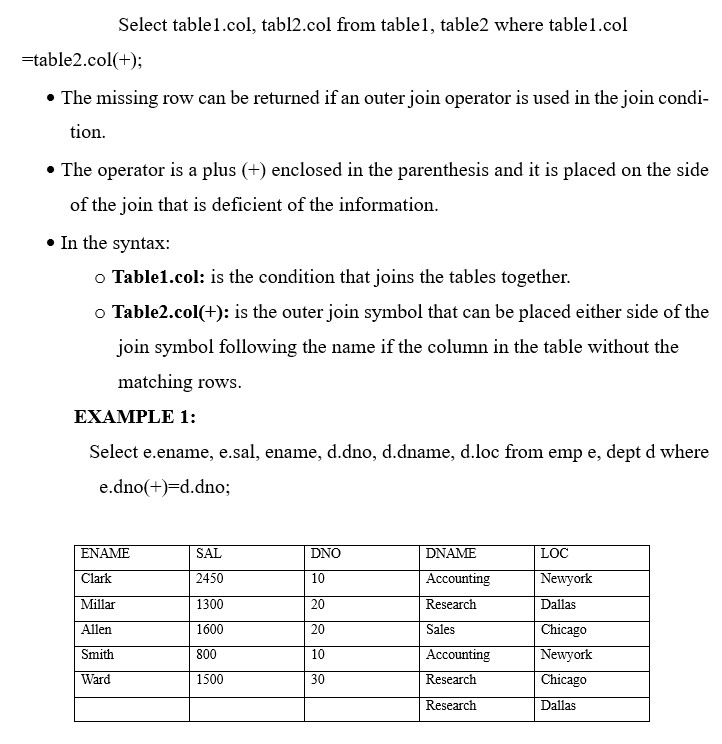 Select table1.col, tabl2.col from table1, table2 where table1.col
=table2.col(+);
• The missing row can be returned if an outer join operator is used in the join condi-
tion.
• The operator is a plus (+) enclosed in the parenthesis and it is placed on the side
of the join that is deficient of the information.
• In the syntax:
o Table1.col: is the condition that joins the tables together.
o Table2.col(+): is the outer join symbol that can be placed either side of the
join symbol following the name if the column in the table without the
matching rows.
EXAMPLE 1:
Select e.ename, e.sal, ename, d.dno, d.dname, d.loc from emp e, dept d where
e.dno(+)=d.dno;
ENAME SAL DNO DNAME LOC
Clark 2450 10 Accounting Newyork
Millar 1300 20 Research Dallas
Allen 1600 20 Sales Chicago
Smith 800 10 Accounting Newyork
Ward 1500 30 Research Chicago
Research Dallas